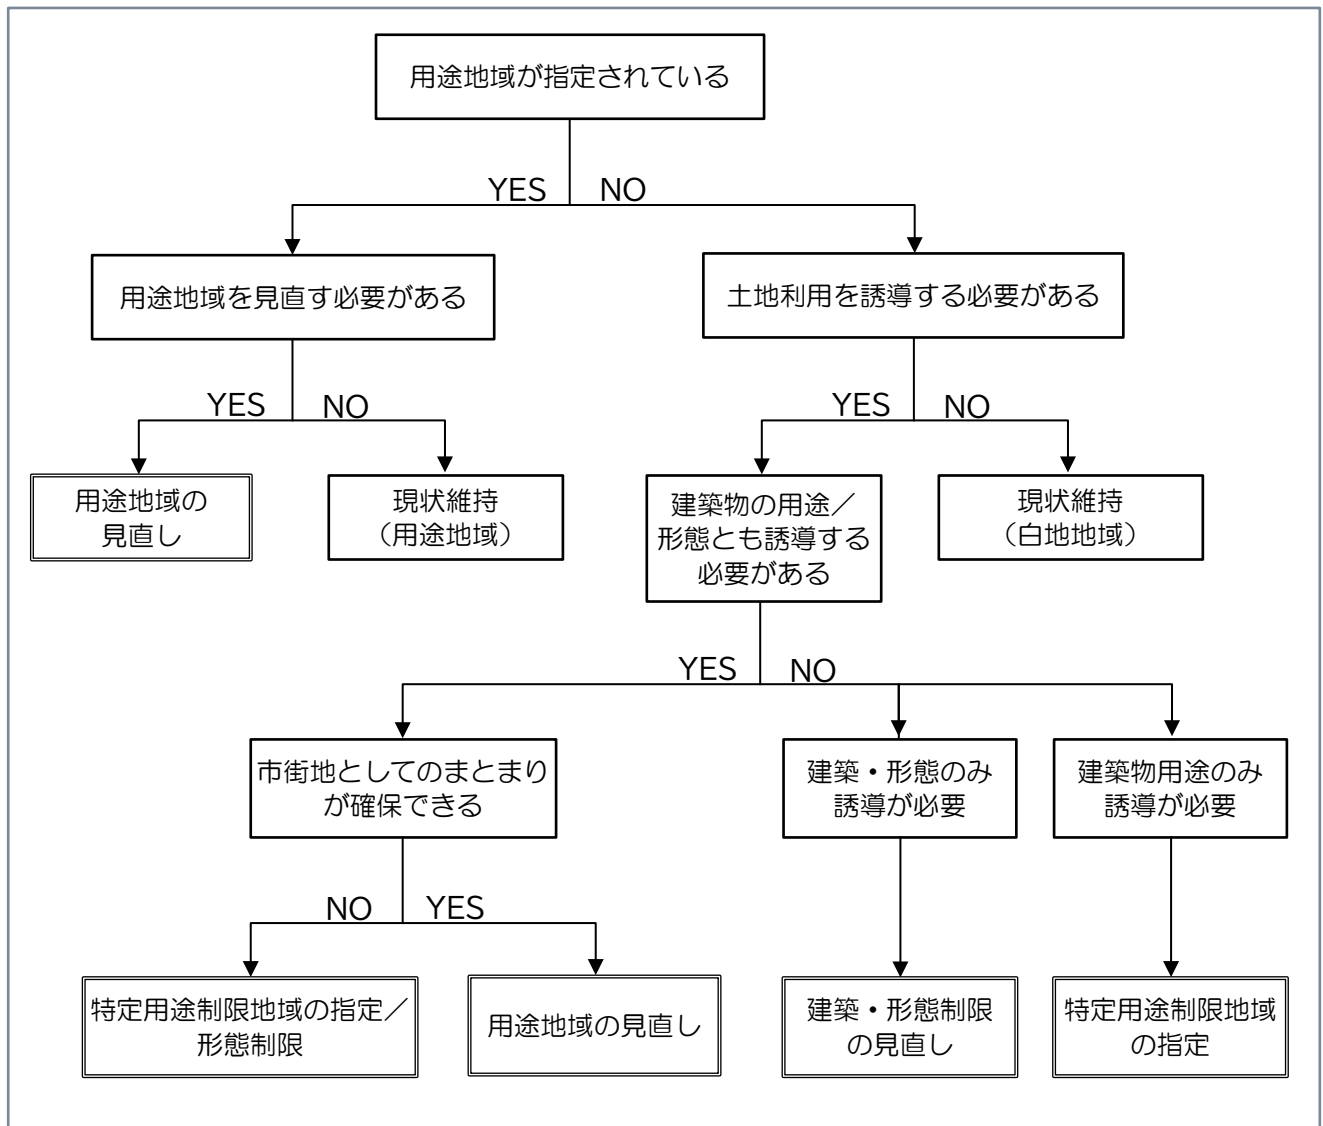 用途地域が指定されている
YES
NO
用途地域を見直す必要がある
土地利用を誘導する必要がある
YES
NO
YES
NO
用途地域の
見直し
現状維持
（用途地域）
建築物の用途／
形態とも誘導する
必要がある
現状維持
（白地地域）
YES
NO
市街地としてのまとまり
が確保できる
建築・形態のみ
誘導が必要
建築物用途のみ
誘導が必要
NO
YES
特定用途制限地域の指定／
形態制限
用途地域の見直し
建築・形態制限
の見直し
特定用途制限地域
の指定